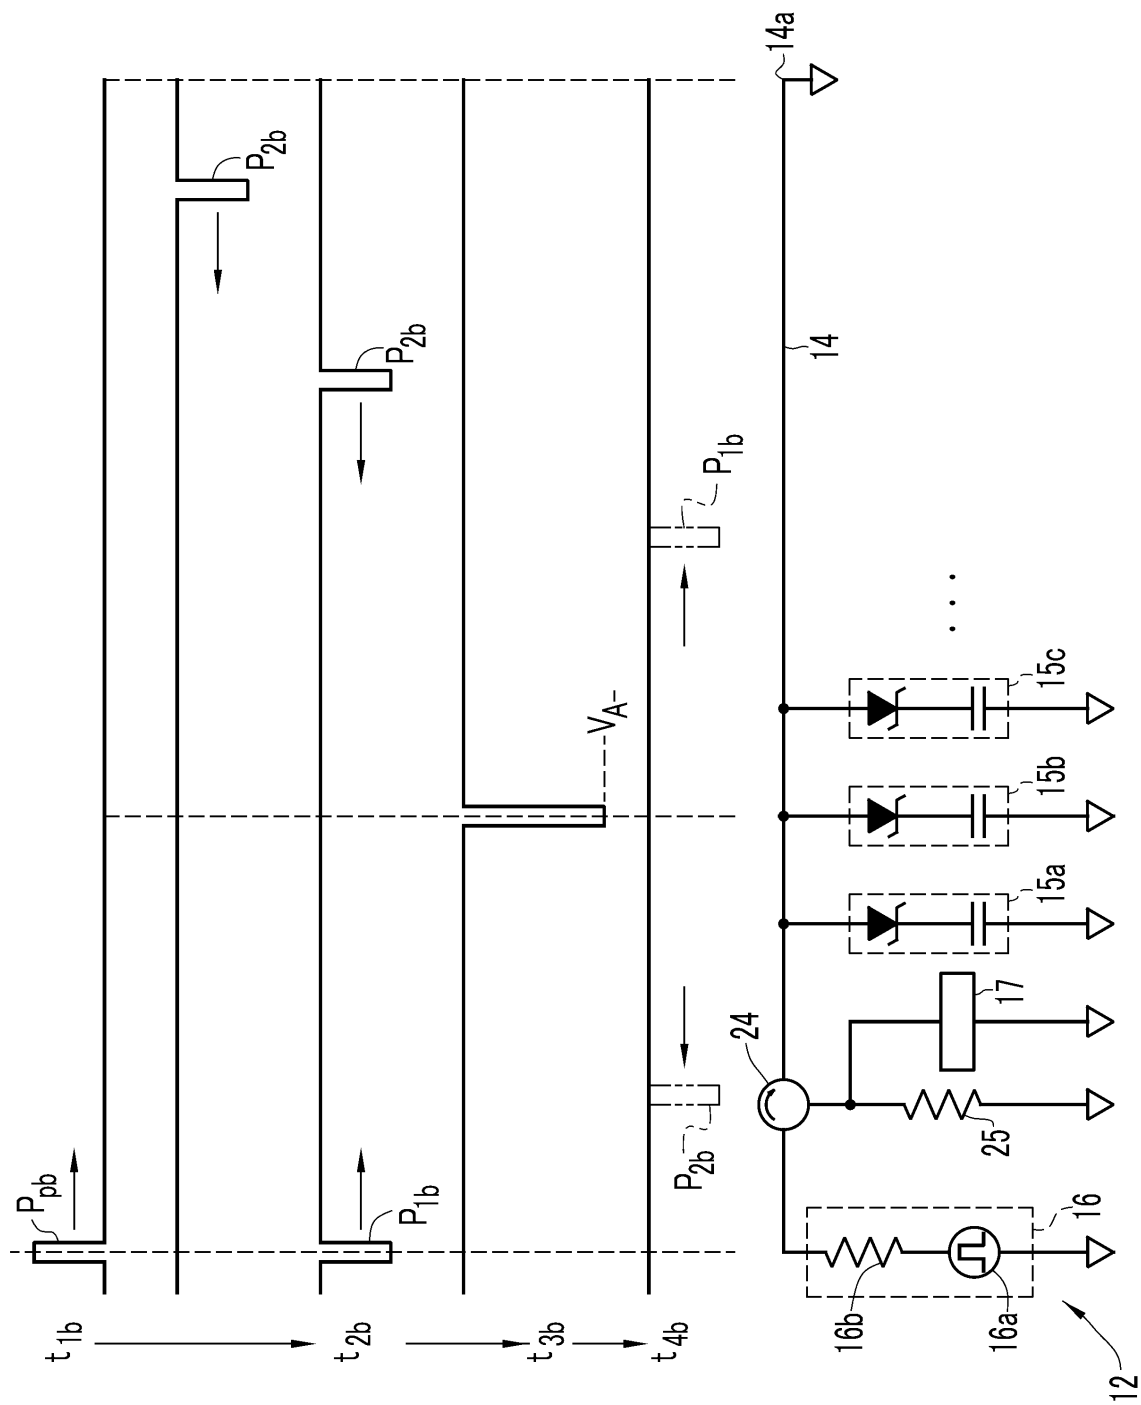 t1b
Ppb
P2b
t2b
P1b
P2b
t3b
VA-
t4b
P2b
P1b
12
16
16a
16b
24
25
17
15a
15b
15c
. . .
14
14a